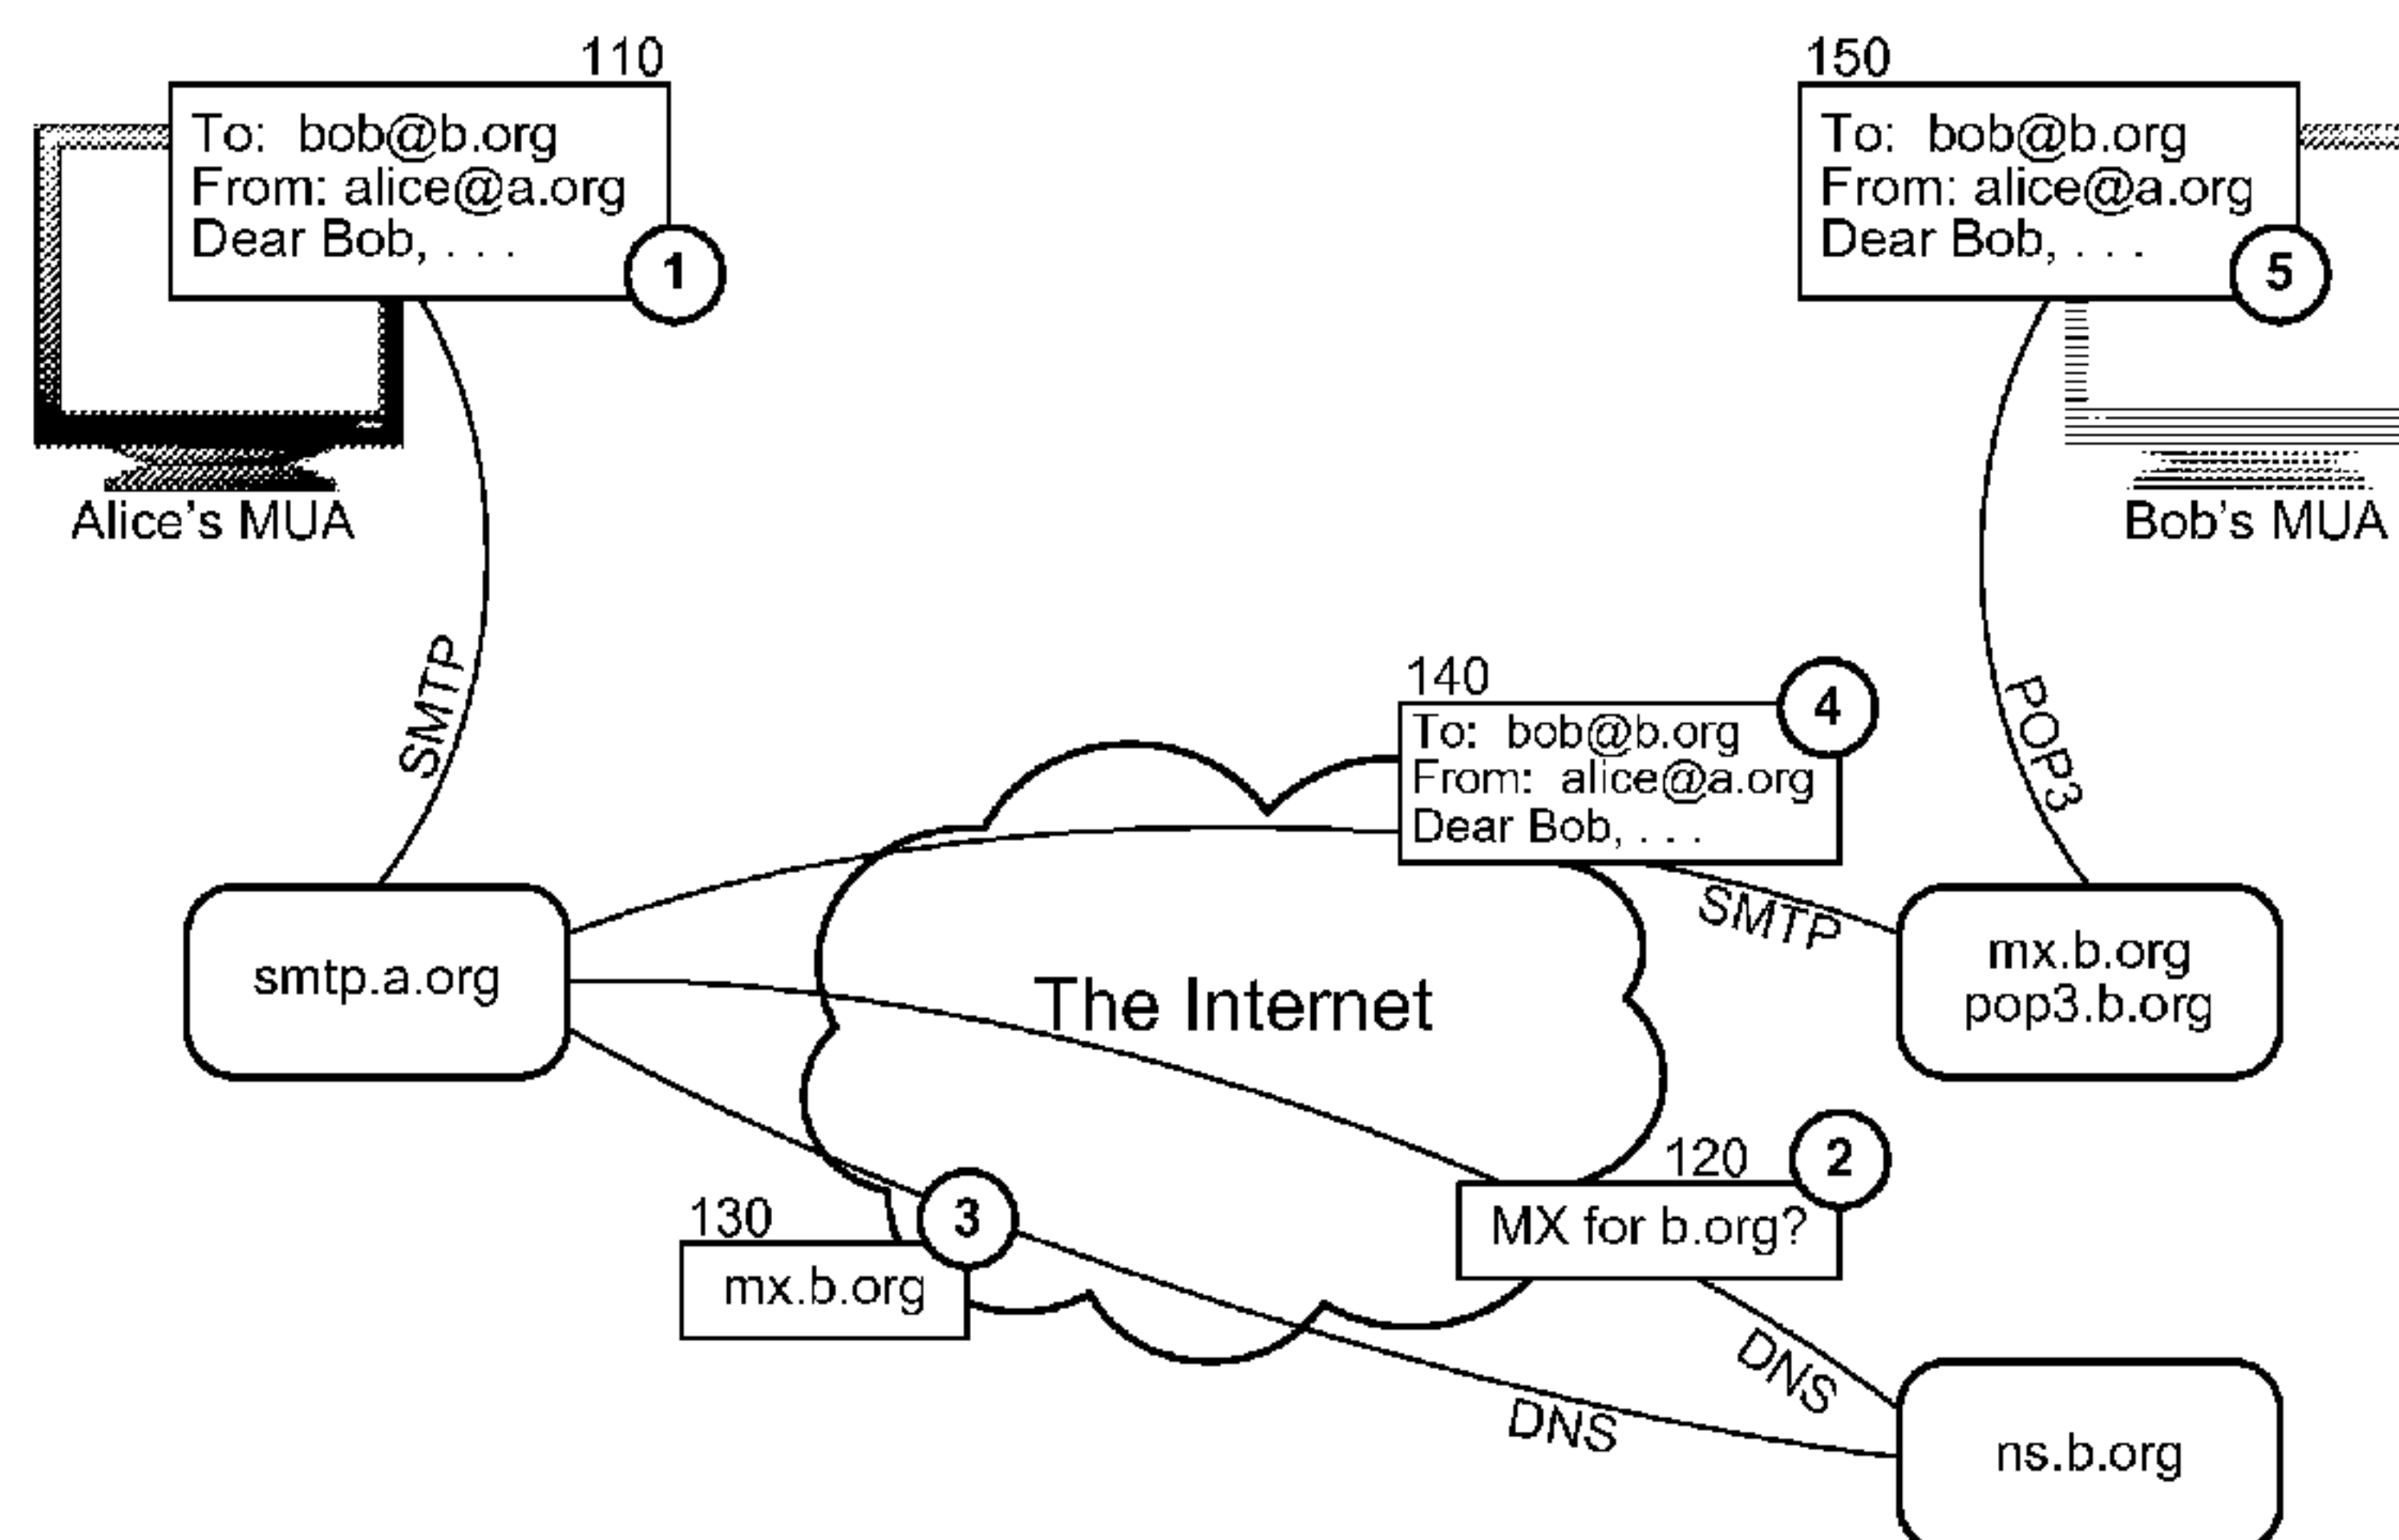 110
To: bob@b.org
From: alice@a.org
Dear Bob, . . .
1
Alice's MUA
150
To: bob@b.org
From: alice@a.org
Dear Bob, . . .
5
Bob's MUA
SMTP
POP3
140
4
To: bob@b.org
From: alice@a.org
Dear Bob, . . .
SMTP
smtp.a.org
The Internet
mx.b.org
pop3.b.org
120
2
MX for b.org?
130
3
mx.b.org
DNS
DNS
ns.b.org